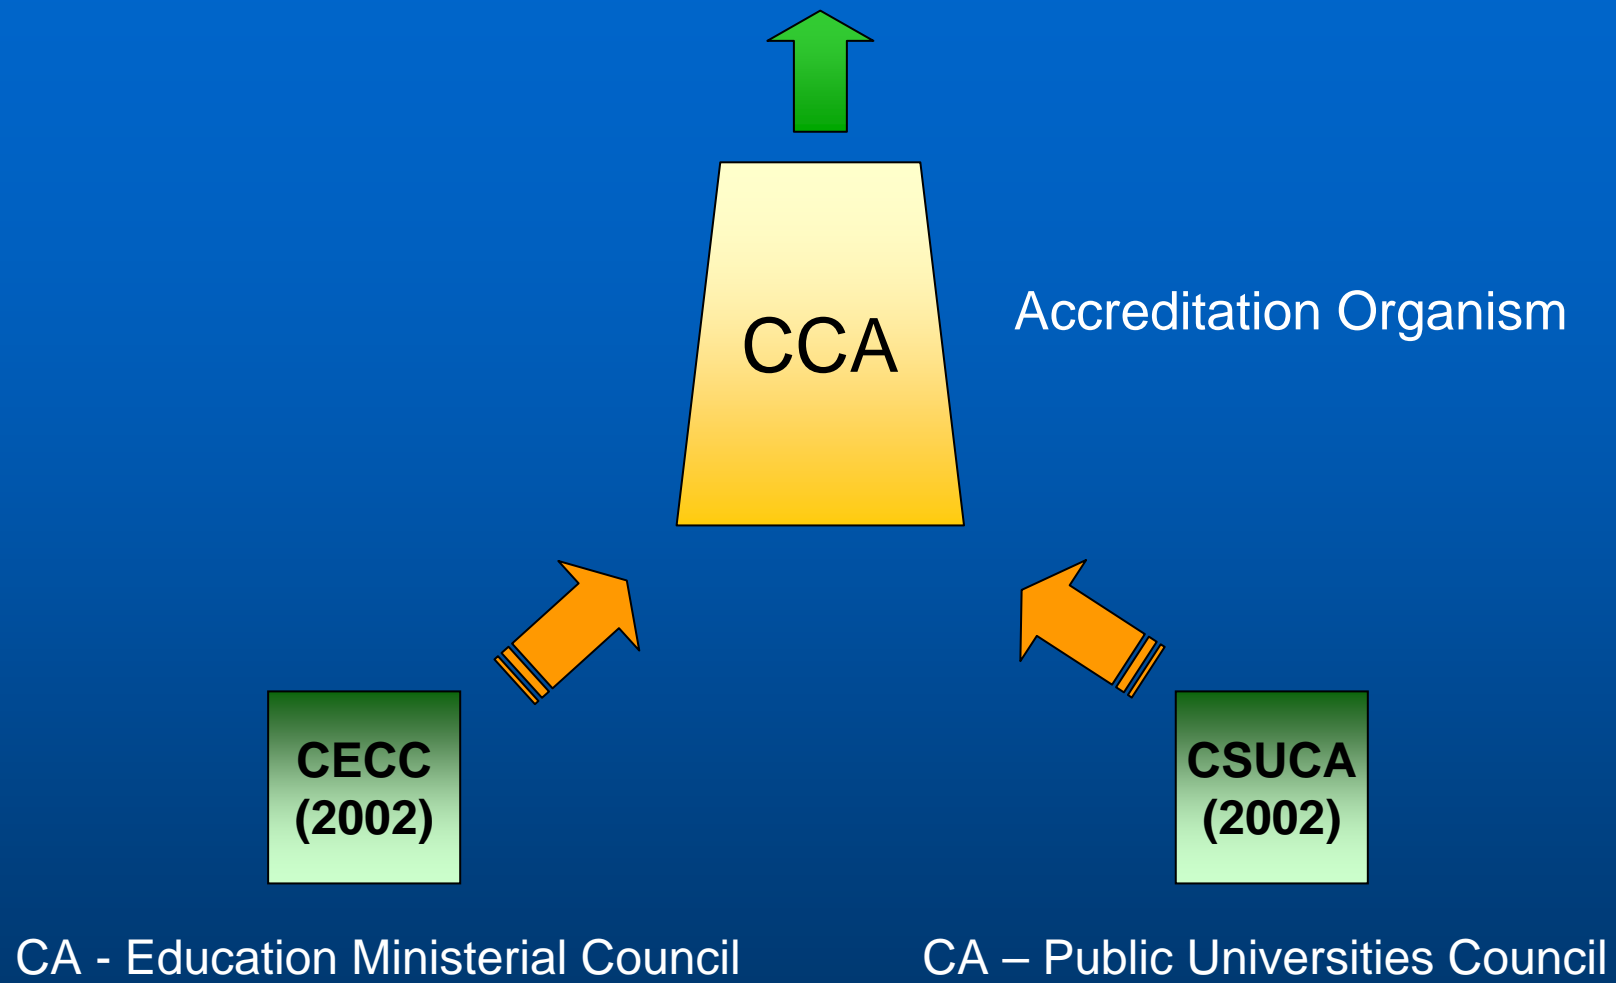 CCA
Accreditation Organism
CECC
(2002)
CSUCA
(2002)
CA - Education Ministerial Council
CA – Public Universities Council